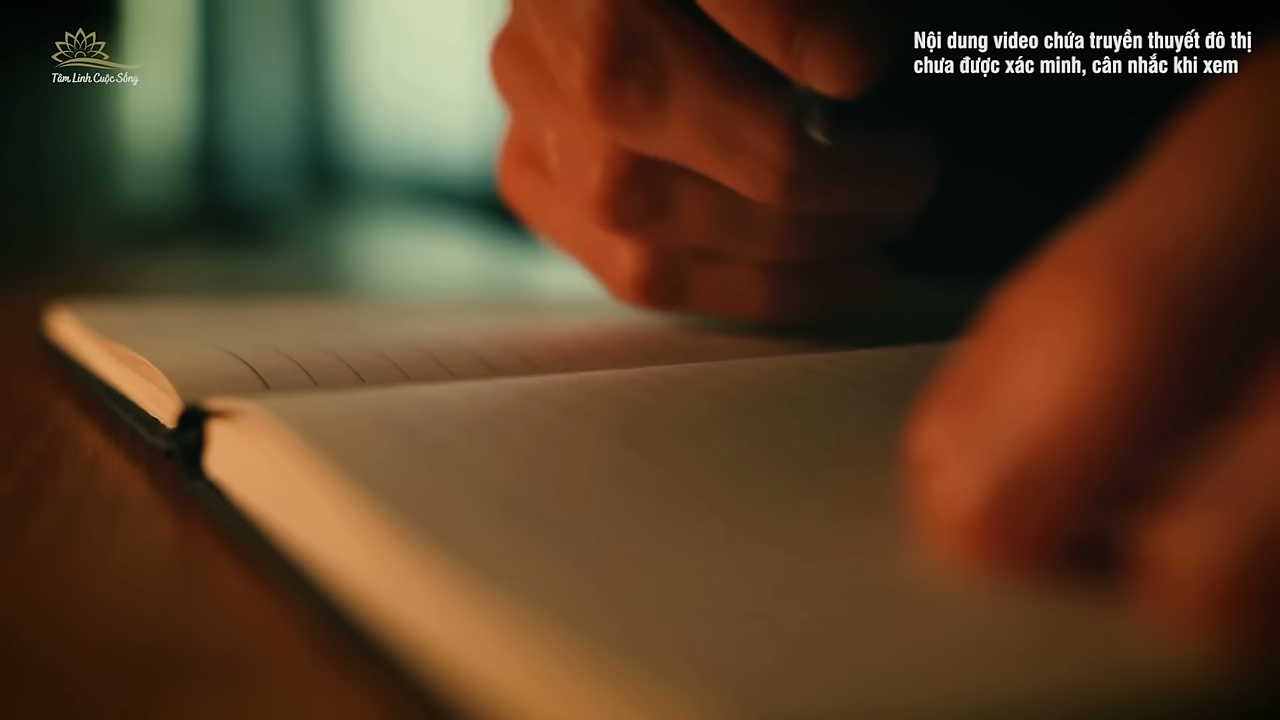 Tâm Linh Cuộc Sống
Nội dung video chứa truyền thuyết đô thị
chưa được xác minh, cân nhắc khi xem